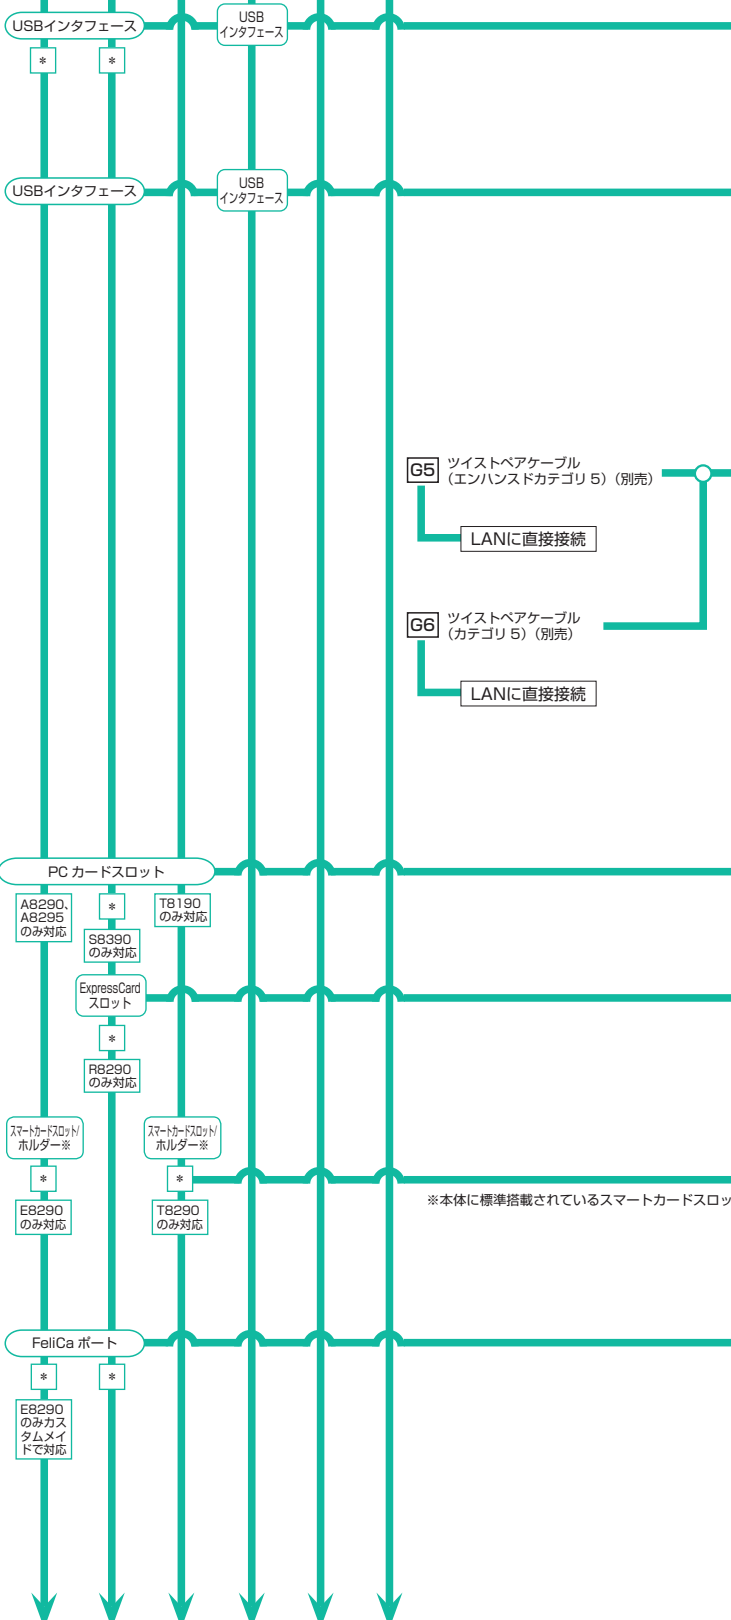 USBインタフェース
USB
インタフェース
*
*
USBインタフェース
USB
インタフェース
G5
ツイストペアケーブル
（エンハンスドカテゴリ 5）（別売）
LANに直接接続
G6
ツイストペアケーブル
（カテゴリ 5）（別売）
LANに直接接続
PC カードスロット
A8290、
A8295
のみ対応
*
S8390
のみ対応
T8190
のみ対応
ExpressCard
スロット
*
R8290
のみ対応
スマートカードスロット/
ホルダー※
*
E8290
のみ対応
スマートカードスロット/
ホルダー※
*
T8290
のみ対応
※本体に標準搭載されているスマートカードスロッ
FeliCa ポート
*
*
E8290
のみカス
タムメイ
ドで対応